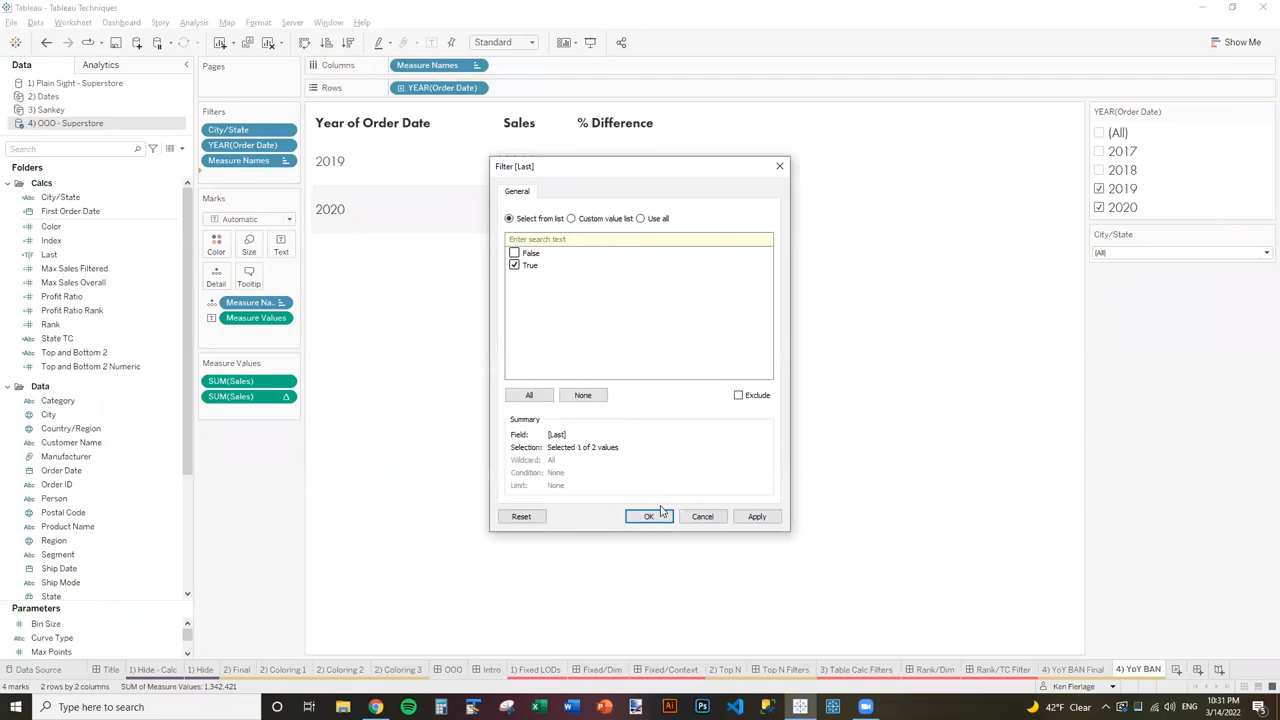 Tableau - Tableau Techniques
File Data Worksheet Dashboard Story Analysis Map Format Server Window Help
Standard
Show Me
Data Analytics
1) Plain Sight - Superstore
2) Dates
3) Sankey
4) OOO - Superstore
Search
Folders
Calcs
City/State
First Order Date
Color
Index
Last
Max Sales Filtered
Max Sales Overall
Profit Ratio
Profit Ratio Rank
Rank
State TC
Top and Bottom 2
Top and Bottom 2 Numeric
Data
Category
City
Country/Region
Customer Name
Manufacturer
Order Date
Order ID
Person
Postal Code
Product Name
Region
Segment
Ship Date
Ship Mode
State
Parameters
Bin Size
Curve Type
Max Points
Pages
Filters
City/State
YEAR(Order Date)
Measure Names
Marks
Automatic
Color Size Text
Detail Tooltip
Measure Na..
Measure Values
Measure Values
SUM(Sales)
SUM(Sales) Δ
Columns Measure Names
Rows YEAR(Order Date)
Year of Order Date Sales % Difference
2019
2020
Filter [Last]
General
Select from list Custom value list Use all
Enter search text
False
True
All None Exclude
Summary
Field: [Last]
Selection: Selected 1 of 2 values
Wildcard: All
Condition: None
Limit: None
Reset OK Cancel Apply
YEAR(Order Date)
(All)
2017
2018
2019
2020
City/State
(All)
Data Source Title 1) Hide - Calc 1) Hide 2) Final 2) Coloring 1 2) Coloring 2 2) Coloring 3 OOO Intro 1) Fixed LODs Fixed/Dim Fixed/Context 2) Top N Top N Filters 3) Table Calc Filters Rank/Dim Rank/TC Filter 4) YoY BAN Final 4) YoY BAN
4 marks 2 rows by 2 columns SUM of Measure Values: 1,342,421 Ken Flerlage
Type here to search
42°F Clear
10:31 PM
3/14/2022